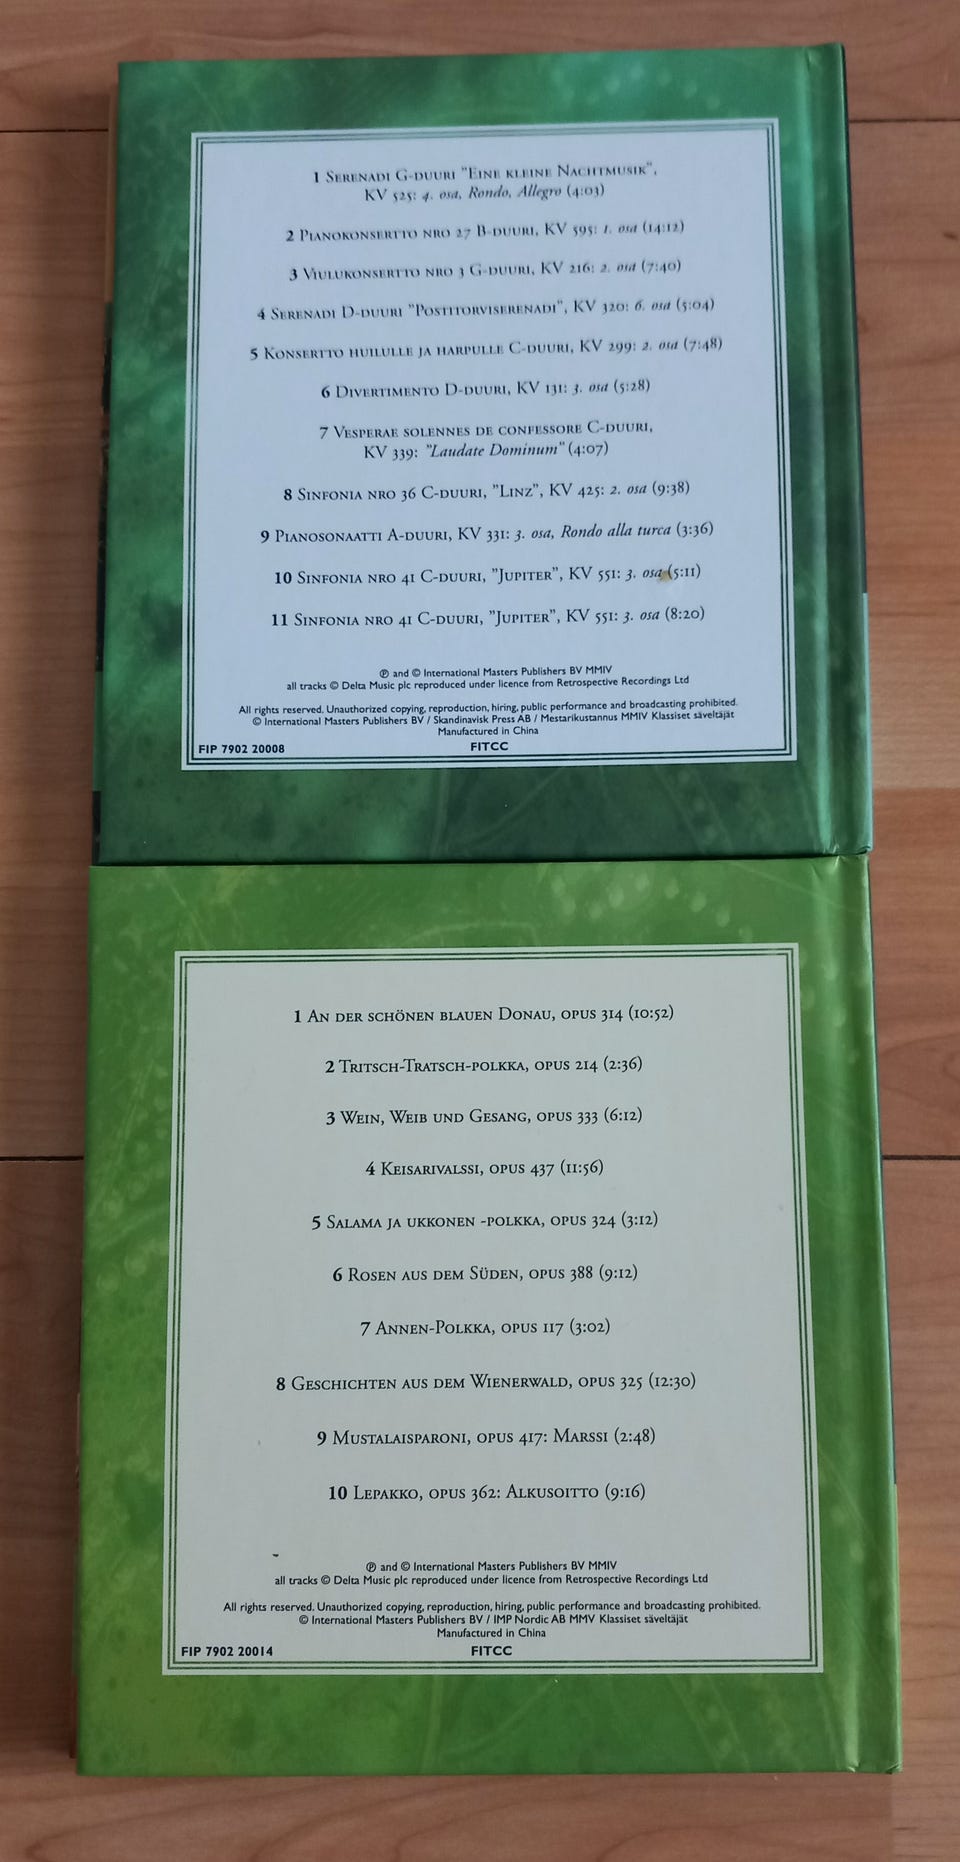 1 Serenadi G-duuri "Eine kleine Nachtmusik",
KV 525: 4. osa, Rondo, Allegro (4:03)
2 Pianokonsertto nro 27 B-duuri, KV 595: 1. osa (14:12)
3 Viulukonsertto nro 3 G-duuri, KV 216: 2. osa (7:40)
4 Serenadi D-duuri "Postitorviserenadi", KV 320: 6. osa (5:04)
5 Konsertto huilulle ja harpulle C-duuri, KV 299: 2. osa (7:48)
6 Divertimento D-duuri, KV 131: 3. osa (5:28)
7 Vesperae solennes de confessore C-duuri,
KV 339: "Laudate Dominum" (4:07)
8 Sinfonia nro 36 C-duuri, "Linz", KV 425: 2. osa (9:38)
9 Pianosonaatti A-duuri, KV 331: 3. osa, Rondo alla turca (3:36)
10 Sinfonia nro 41 C-duuri, "Jupiter", KV 551: 3. osa (5:11)
11 Sinfonia nro 41 C-duuri, "Jupiter", KV 551: 3. osa (8:20)
℗ and © International Masters Publishers BV MMIV
all tracks © Delta Music plc reproduced under licence from Retrospective Recordings Ltd
All rights reserved. Unauthorized copying, reproduction, hiring, public performance and broadcasting prohibited.
© International Masters Publishers BV / Skandinavisk Press AB / Mestarikustannus MMIV Klassiset säveltäjät
Manufactured in China
FIP 7902 20008 FITCC
1 An der schönen blauen Donau, opus 314 (10:52)
2 Tritsch-Tratsch-polkka, opus 214 (2:36)
3 Wein, Weib und Gesang, opus 333 (6:12)
4 Keisarivalssi, opus 437 (11:56)
5 Salama ja ukkonen -polkka, opus 324 (3:12)
6 Rosen aus dem Süden, opus 388 (9:12)
7 Annen-Polkka, opus 117 (3:02)
8 Geschichten aus dem Wienerwald, opus 325 (12:30)
9 Mustalaisparoni, opus 417: Marssi (2:48)
10 Lepakko, opus 362: Alkusoitto (9:16)
℗ and © International Masters Publishers BV MMIV
all tracks © Delta Music plc reproduced under licence from Retrospective Recordings Ltd
All rights reserved. Unauthorized copying, reproduction, hiring, public performance and broadcasting prohibited.
© International Masters Publishers BV / IMP Nordic AB MMV Klassiset säveltäjät
Manufactured in China
FIP 7902 20014 FITCC